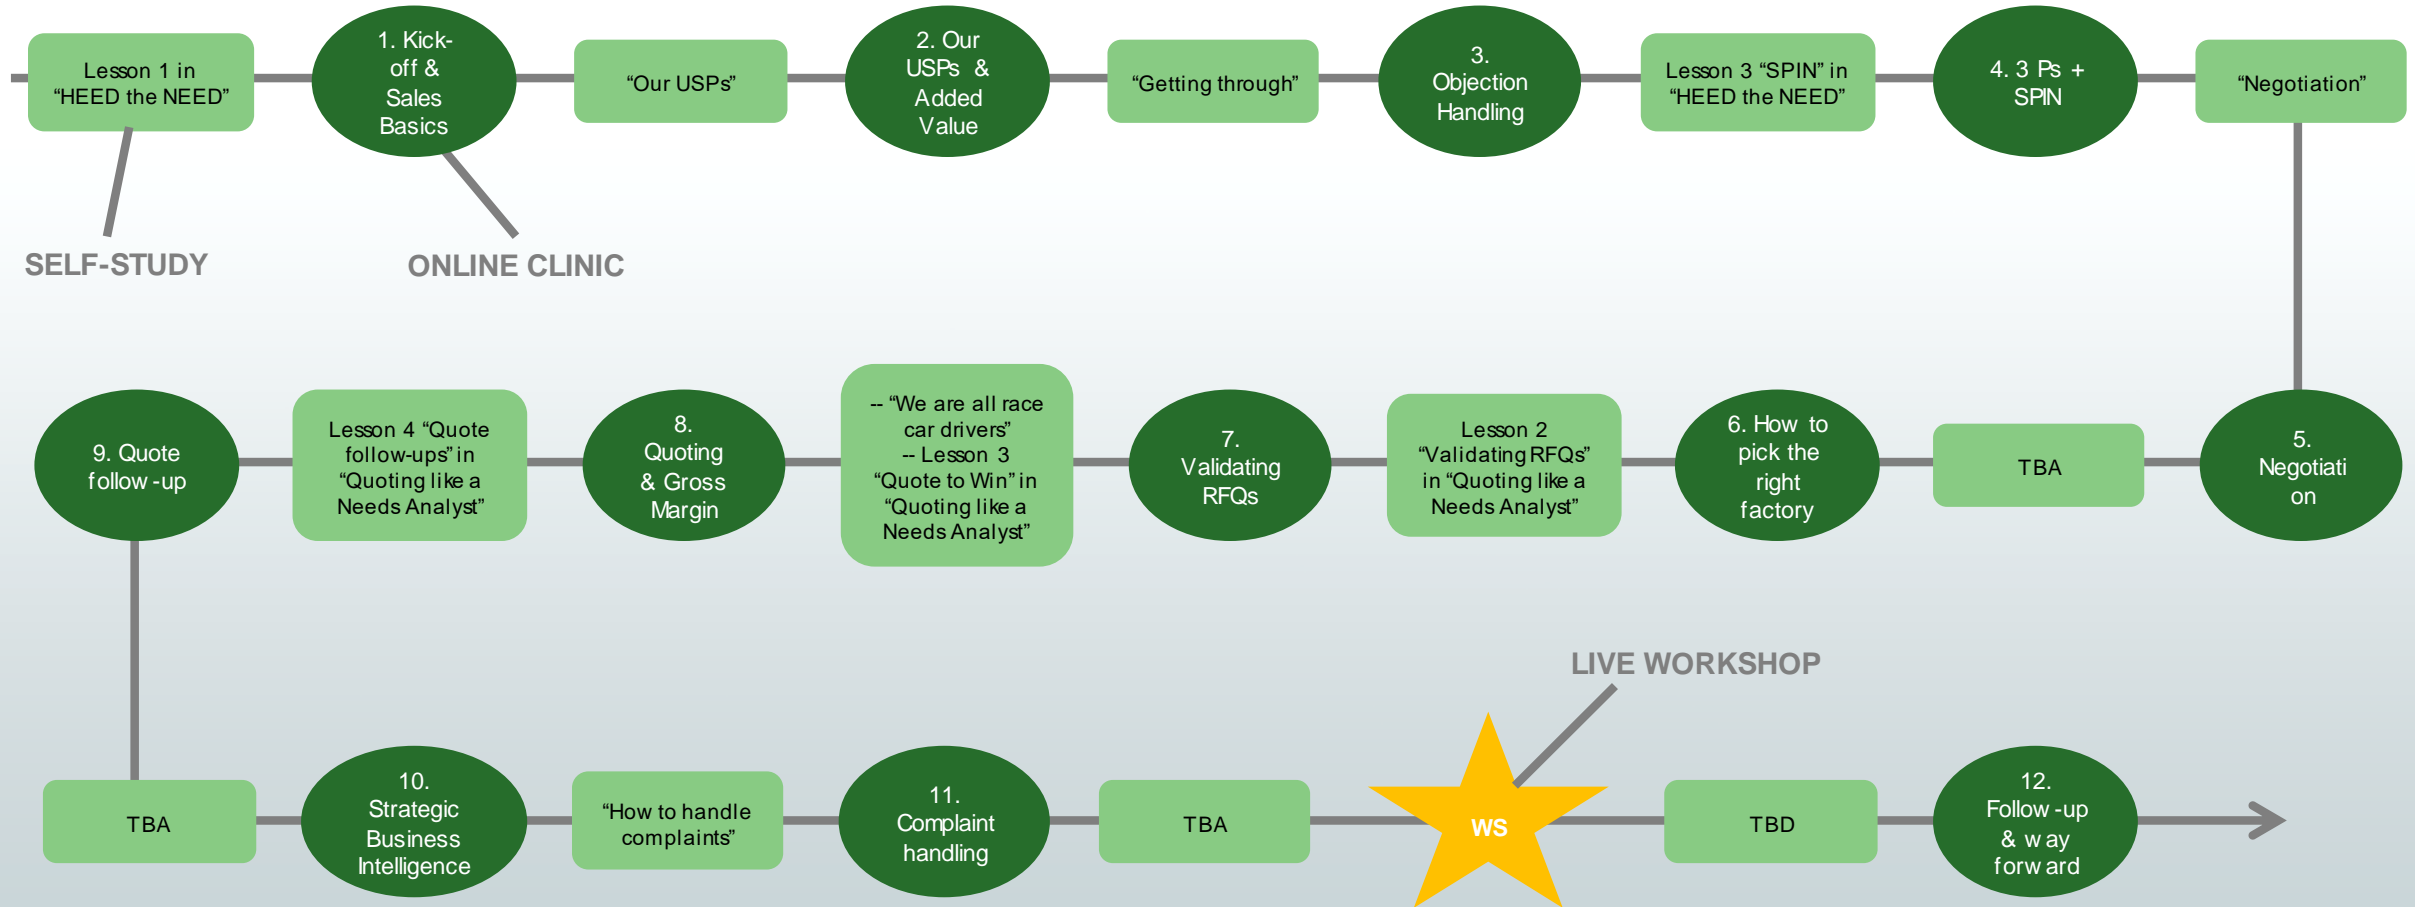 Lesson 1 in
“HEED the NEED”
1. Kick-
off &
Sales
Basics
“Our USPs”
2. Our
USPs &
Added
Value
“Getting through”
3.
Objection
Handling
Lesson 3 “SPIN” in
“HEED the NEED”
4. 3 Ps +
SPIN
“Negotiation”
SELF-STUDY
ONLINE CLINIC
9. Quote
follow-up
Lesson 4 “Quote
follow-ups” in
“Quoting like a
Needs Analyst”
8.
Quoting
& Gross
Margin
-- “We are all race
car drivers”
-- Lesson 3
“Quote to Win” in
“Quoting like a
Needs Analyst”
7.
Validating
RFQs
Lesson 2
“Validating RFQs”
in “Quoting like a
Needs Analyst”
6. How to
pick the
right
factory
TBA
5.
Negotiati
on
LIVE WORKSHOP
TBA
10.
Strategic
Business
Intelligence
“How to handle
complaints”
11.
Complaint
handling
TBA
WS
TBD
12.
Follow-up
& way
forward